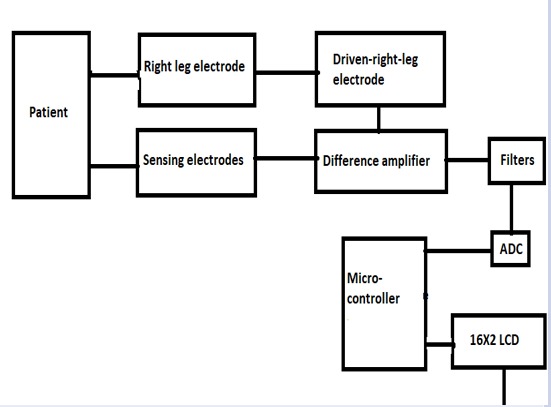 Right leg electrode
Driven-right-leg
electrode
Patient
Sensing electrodes
Difference amplifier
Filters
ADC
Micro-
controller
16X2 LCD